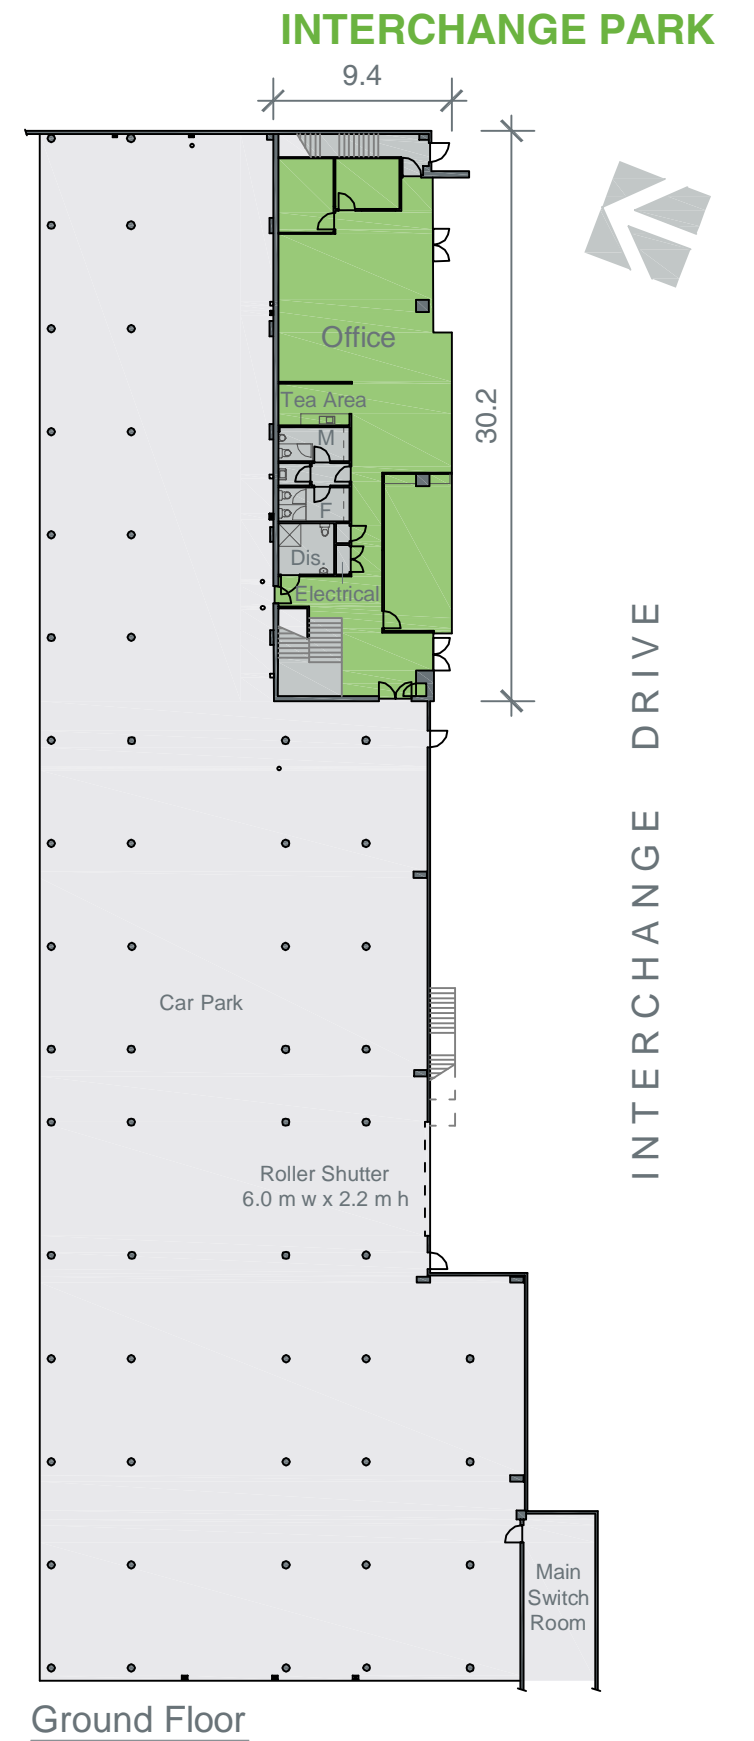 INTERCHANGE PARK
9.4
Office
30.2
Tea Area
M
F
Dis.
Electrical
INTERCHANGE DRIVE
Car Park
Roller Shutter
6.0 m w x 2.2 m h
Main
Switch
Room
Ground Floor